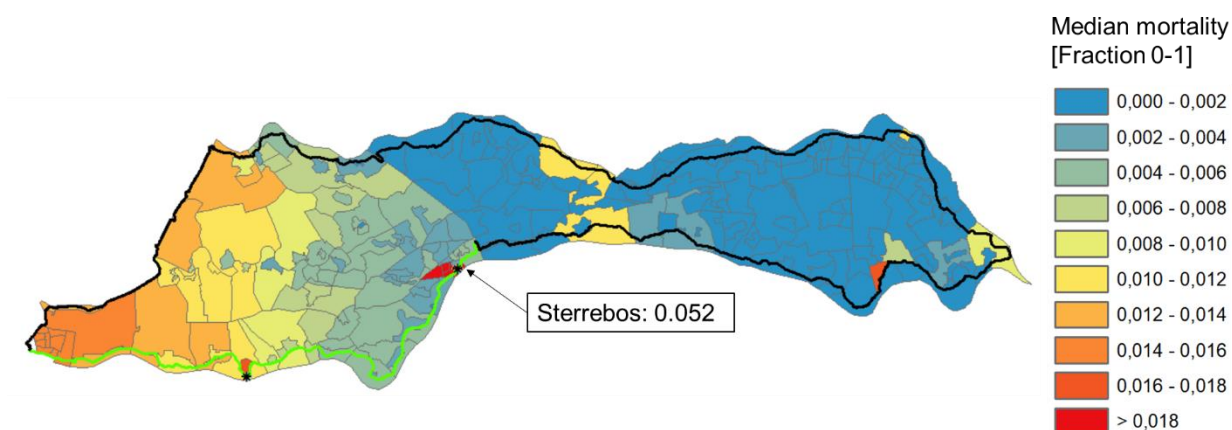 Median mortality
[Fraction 0-1]
0,000 - 0,002
0,002 - 0,004
0,004 - 0,006
0,006 - 0,008
0,008 - 0,010
0,010 - 0,012
0,012 - 0,014
0,014 - 0,016
0,016 - 0,018
> 0,018
Sterrebos: 0.052